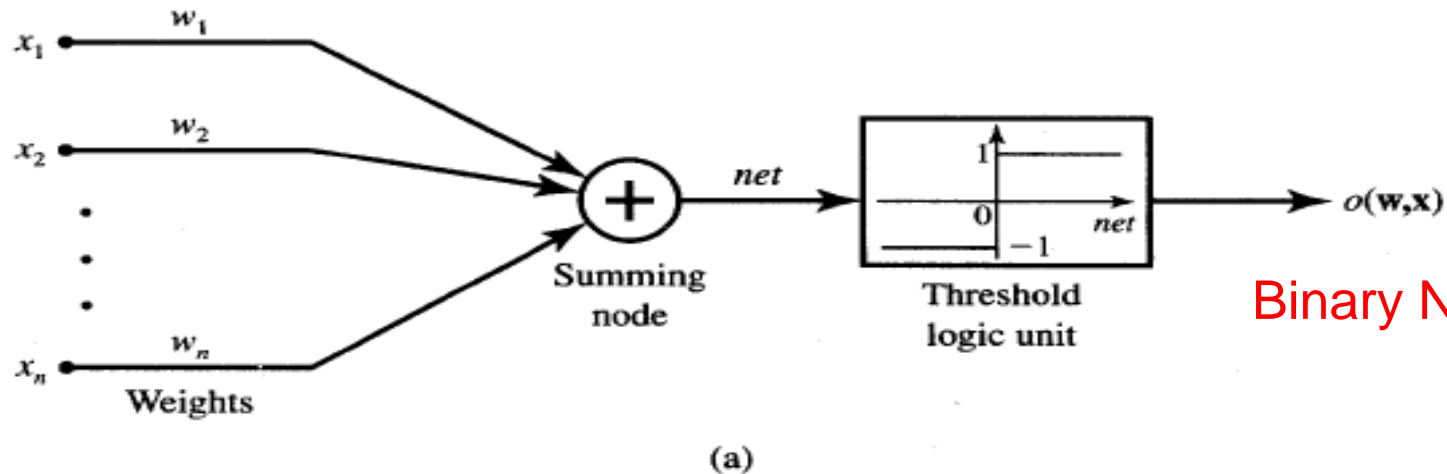 w₁
x₁
w₂
x₂
net
1
0
net
−1
o(w,x)
Summing
node
Threshold
logic unit
Binary N
wₙ
xₙ
Weights
(a)